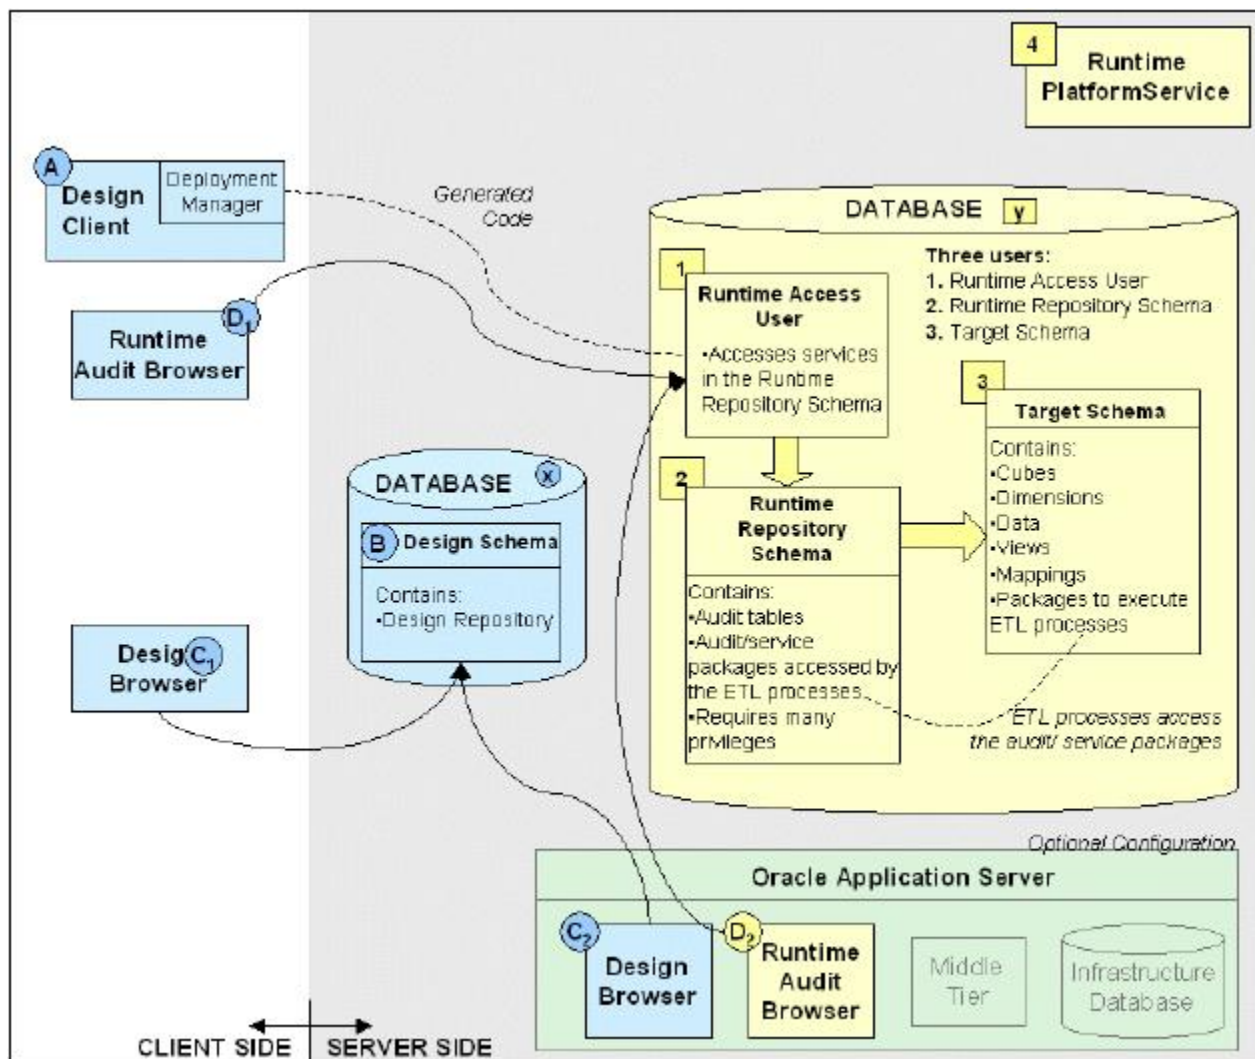 4
Runtime
PlatformService
A
Design
Client
Deployment
Manager
Generated
Code
DATABASE y
Three users:
1. Runtime Access User
2. Runtime Repository Schema
3. Target Schema
1
Runtime Access
User
•Accesses services
in the Runtime
Repository Schema
D1
Runtime
Audit Browser
3
Target Schema
Contains:
•Cubes
•Dimensions
•Data
•Views
•Mappings
•Packages to execute
ETL processes
2
Runtime
Repository
Schema
Contains:
•Audit tables
•Audit/service
packages accessed by
the ETL processes
•Requires many
privileges
ETL processes access
the audit/ service packages
DATABASE x
B Design Schema
Contains:
•Design Repository
C1
Design
Browser
Optional Configuration
Oracle Application Server
C2
Design
Browser
D2
Runtime
Audit
Browser
Middle
Tier
Infrastructure
Database
CLIENT SIDE
SERVER SIDE